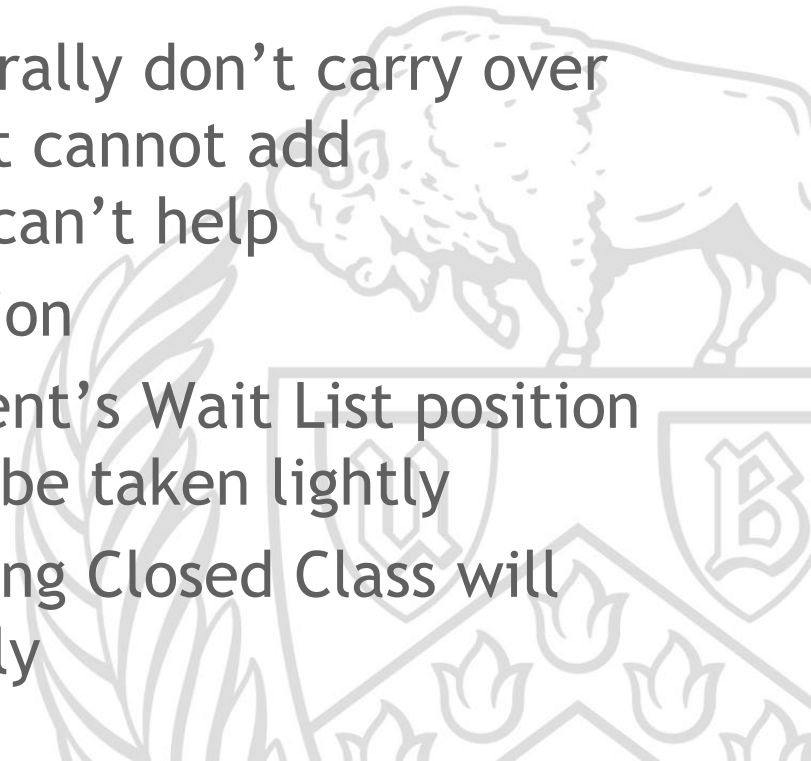 rally don’t carry over
t cannot add
can’t help
ion
ent’s Wait List position
be taken lightly
ng Closed Class will
ly
U B